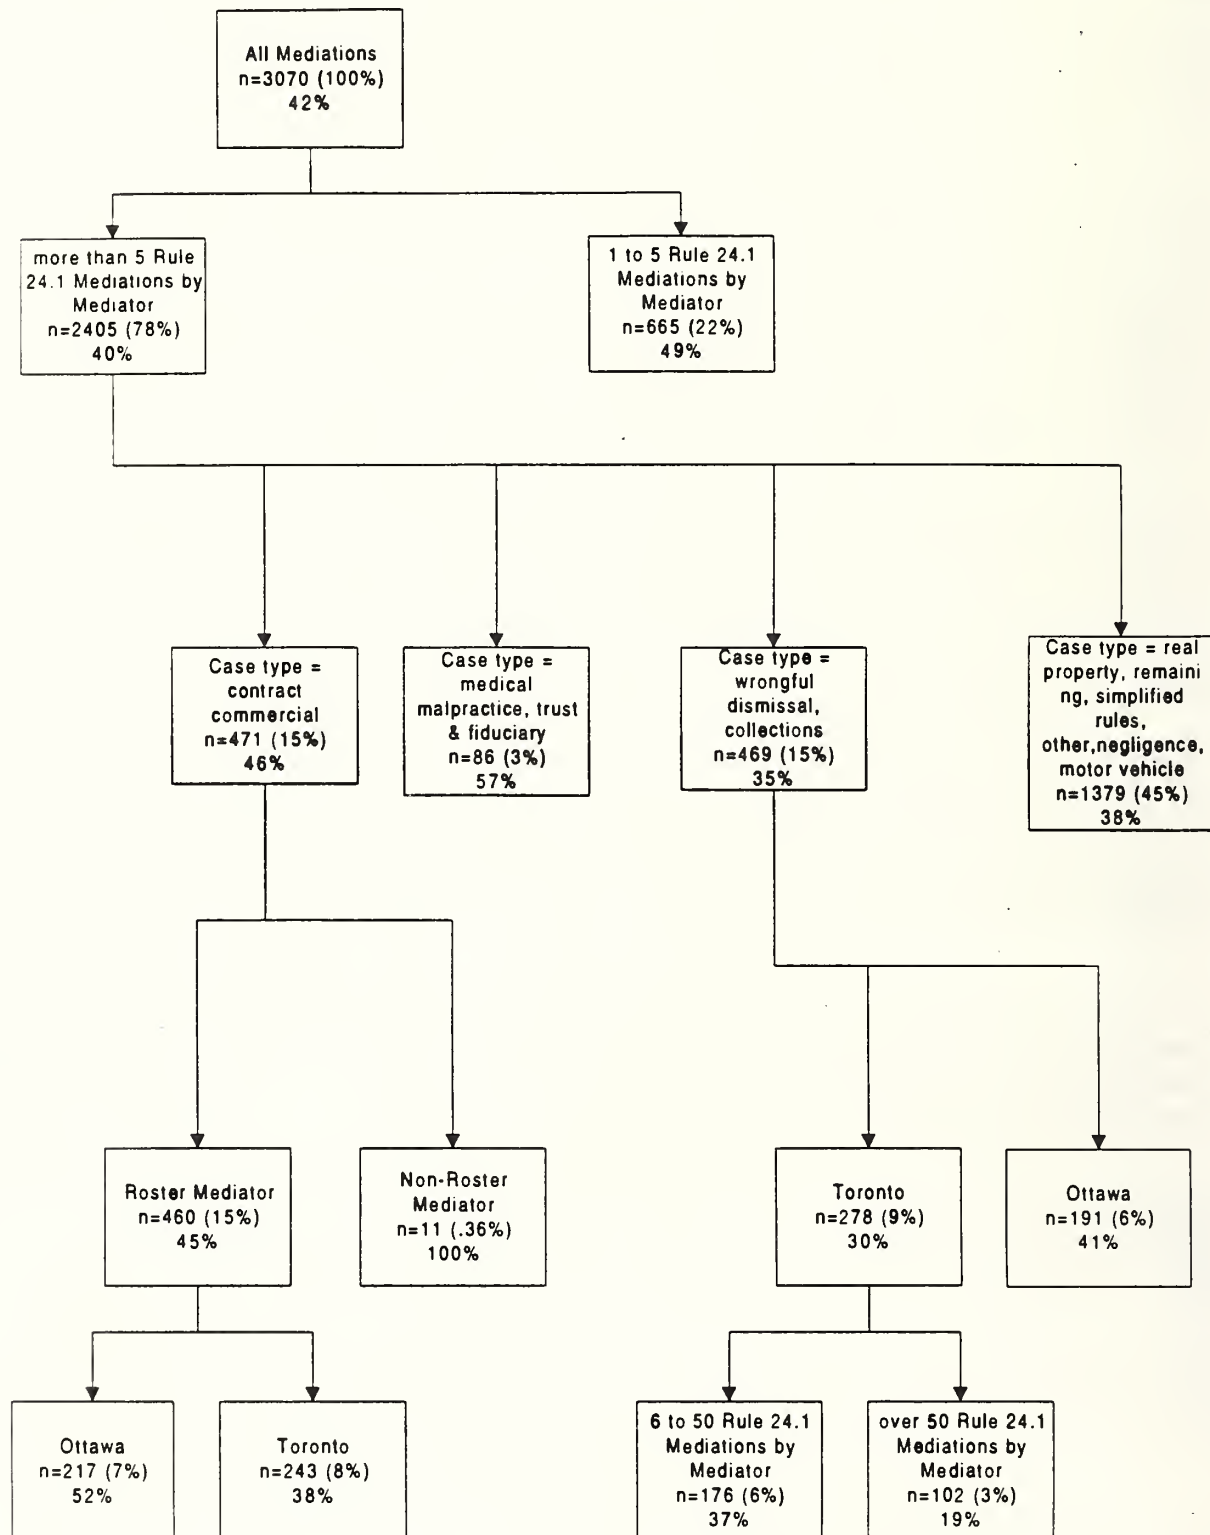 All Mediations
n=3070 (100%)
42%
more than 5 Rule
24.1 Mediations by
Mediator
n=2405 (78%)
40%
1 to 5 Rule 24.1
Mediations by
Mediator
n=665 (22%)
49%
Case type =
contract
commercial
n=471 (15%)
46%
Case type =
medical
malpractice, trust
& fiduciary
n=86 (3%)
57%
Case type =
wrongful
dismissal,
collections
n=469 (15%)
35%
Case type = real
property, remaini
ng, simplified
rules,
other,negligence,
motor vehicle
n=1379 (45%)
38%
Roster Mediator
n=460 (15%)
45%
Non-Roster
Mediator
n=11 (.36%)
100%
Toronto
n=278 (9%)
30%
Ottawa
n=191 (6%)
41%
Ottawa
n=217 (7%)
52%
Toronto
n=243 (8%)
38%
6 to 50 Rule 24.1
Mediations by
Mediator
n=176 (6%)
37%
over 50 Rule 24.1
Mediations by
Mediator
n=102 (3%)
19%